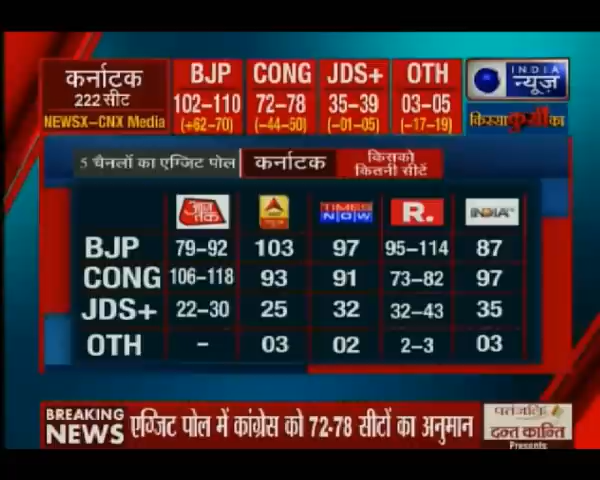 कर्नाटक
222 सीट
NEWSX-CNX Media
BJP CONG JDS+ OTH
102-110 72-78 35-39 03-05
(+62-70) (-44-50) (-01-05) (-17-19)
INDIA
न्यूज़
किस्सा कुर्सी का
5 चैनलों का एग्जिट पोल कर्नाटक किसको
कितनी सीटें
आज तक TIMES NOW R. INDIA
BJP 79-92 103 97 95-114 87
CONG 106-118 93 91 73-82 97
JDS+ 22-30 25 32 32-43 35
OTH - 03 02 2-3 03
BREAKING
NEWS
एग्जिट पोल में कांग्रेस को 72-78 सीटों का अनुमान
पतंजलि
दन्त कान्ति
Presents